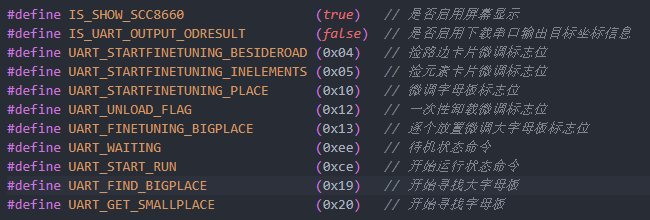 #define IS_SHOW_SCC8660 (true) // 是否启用屏幕显示
#define IS_UART_OUTPUT_ODRESULT (false) // 是否启用下载串口输出目标坐标信息
#define UART_STARTFINETUNING_BESIDEROAD (0x04) // 捡路边卡片微调标志位
#define UART_STARTFINETUNING_INELEMENTS (0x05) // 捡元素卡片微调标志位
#define UART_STARTFINETUNING_PLACE (0x10) // 微调字母板标志位
#define UART_UNLOAD_FLAG (0x12) // 一次性卸载微调标志位
#define UART_FINETUNING_BIGPLACE (0x13) // 逐个放置微调大字母板标志位
#define UART_WAITING (0xee) // 待机状态命令
#define UART_START_RUN (0xce) // 开始运行状态命令
#define UART_FIND_BIGPLACE (0x19) // 开始寻找大字母板
#define UART_GET_SMALLPLACE (0x20) // 开始寻找字母板